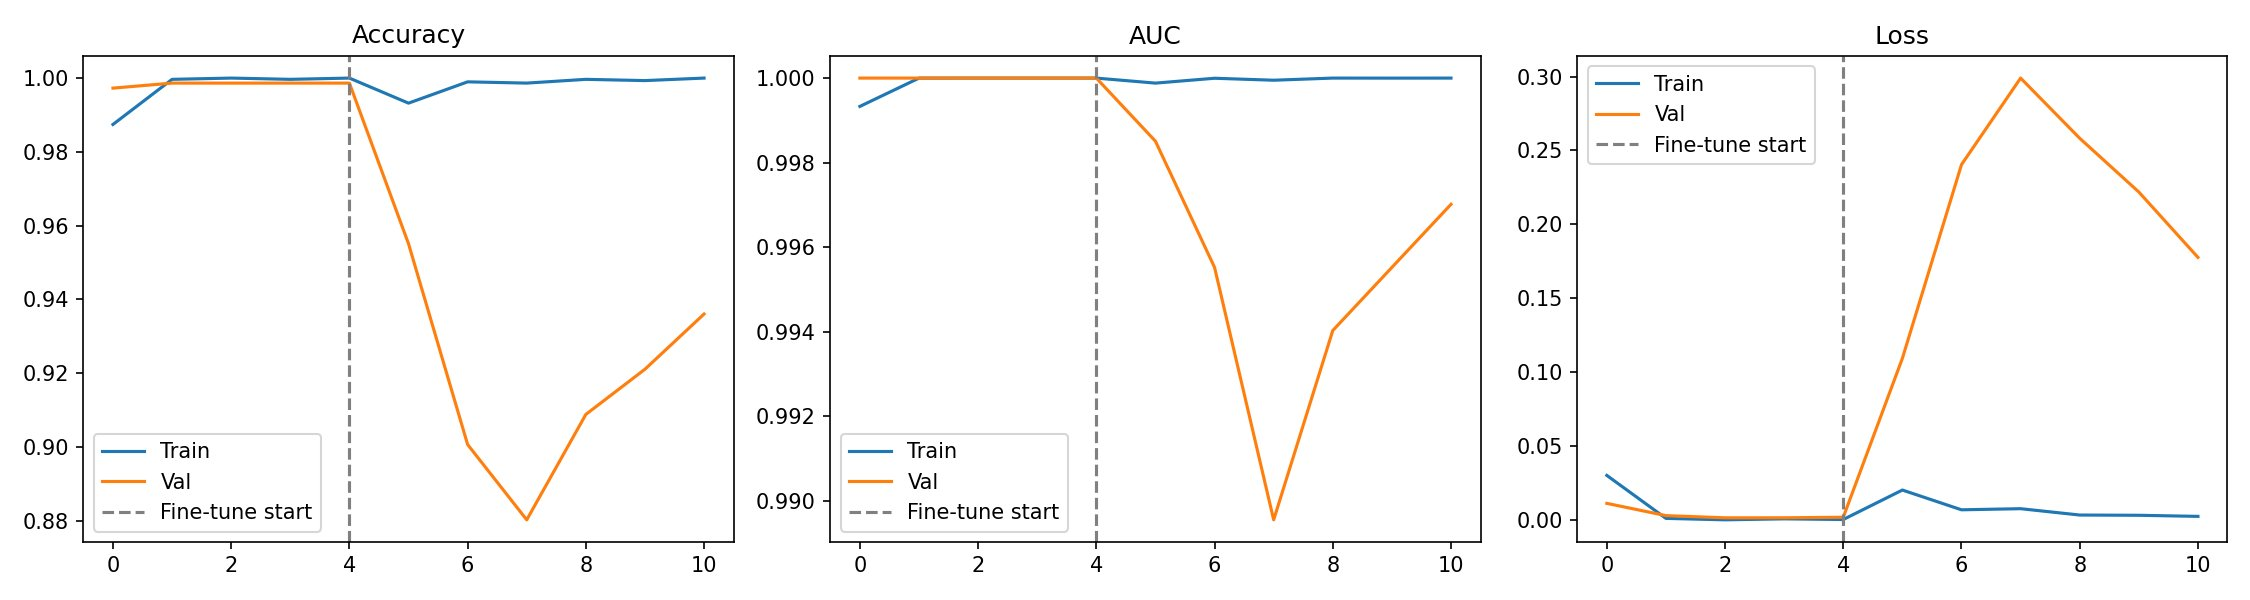 Accuracy
1.00
0.98
0.96
0.94
0.92
0.90
0.88
0 2 4 6 8 10
Train
Val
Fine-tune start
AUC
1.000
0.998
0.996
0.994
0.992
0.990
0 2 4 6 8 10
Train
Val
Fine-tune start
Loss
0.30
0.25
0.20
0.15
0.10
0.05
0.00
0 2 4 6 8 10
Train
Val
Fine-tune start